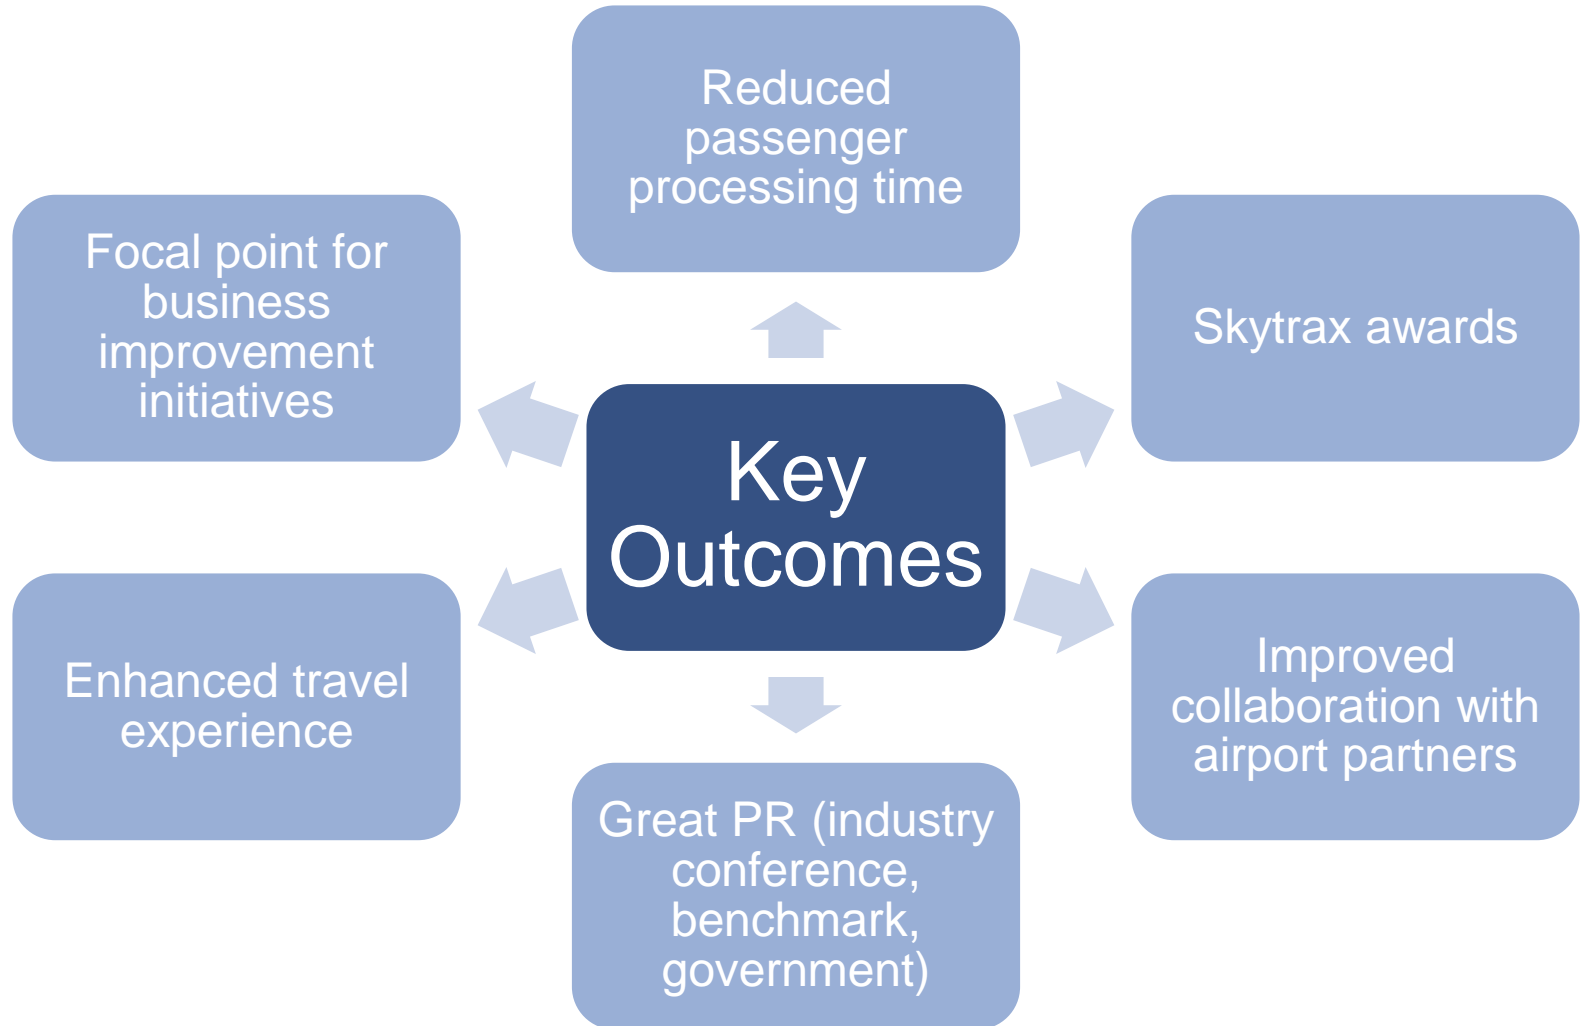 Reduced
passenger
processing time
Focal point for
business
improvement
initiatives
Skytrax awards
Key
Outcomes
Enhanced travel
experience
Improved
collaboration with
airport partners
Great PR (industry
conference,
benchmark,
government)